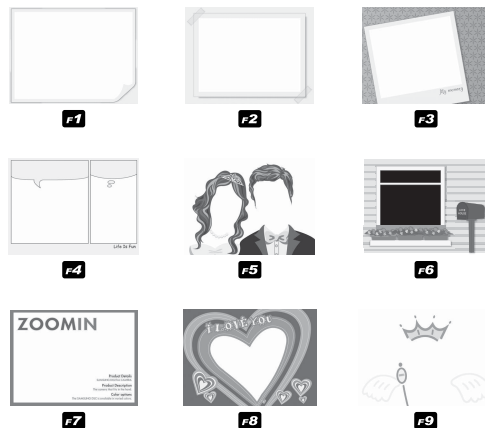 F1
F2
F3
My memory
F4
Life Is Fun
F5
F6
F7
ZOOMIN
Product Details
Product Description
Color options
F8
I LOVE YOU
F9